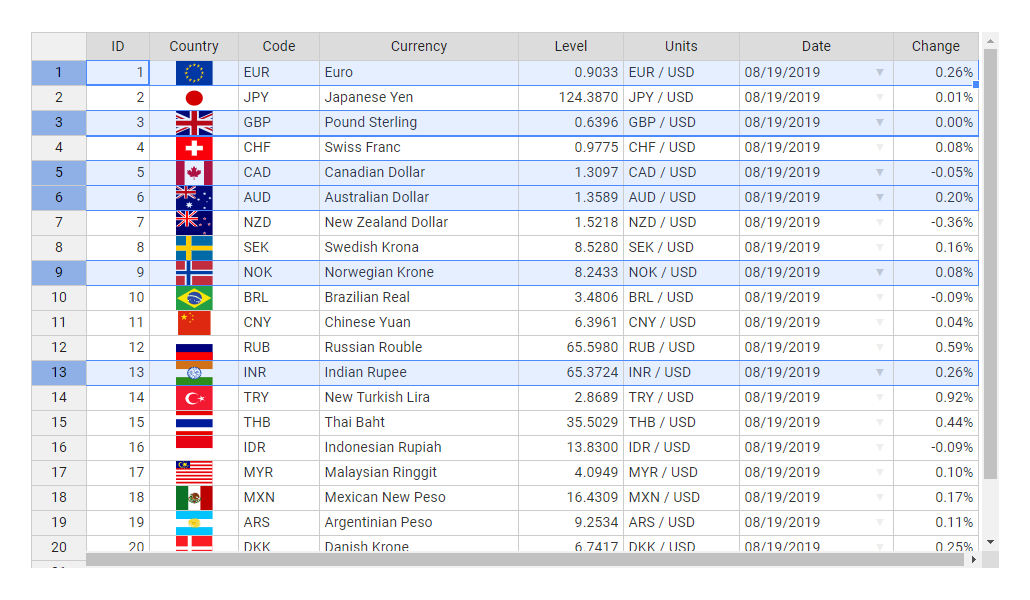 ID Country Code Currency Level Units Date Change
1 1 EUR Euro 0.9033 EUR / USD 08/19/2019 0.26%
2 2 JPY Japanese Yen 124.3870 JPY / USD 08/19/2019 0.01%
3 3 GBP Pound Sterling 0.6396 GBP / USD 08/19/2019 0.00%
4 4 CHF Swiss Franc 0.9775 CHF / USD 08/19/2019 0.08%
5 5 CAD Canadian Dollar 1.3097 CAD / USD 08/19/2019 -0.05%
6 6 AUD Australian Dollar 1.3589 AUD / USD 08/19/2019 0.20%
7 7 NZD New Zealand Dollar 1.5218 NZD / USD 08/19/2019 -0.36%
8 8 SEK Swedish Krona 8.5280 SEK / USD 08/19/2019 0.16%
9 9 NOK Norwegian Krone 8.2433 NOK / USD 08/19/2019 0.08%
10 10 BRL Brazilian Real 3.4806 BRL / USD 08/19/2019 -0.09%
11 11 CNY Chinese Yuan 6.3961 CNY / USD 08/19/2019 0.04%
12 12 RUB Russian Rouble 65.5980 RUB / USD 08/19/2019 0.59%
13 13 INR Indian Rupee 65.3724 INR / USD 08/19/2019 0.26%
14 14 TRY New Turkish Lira 2.8689 TRY / USD 08/19/2019 0.92%
15 15 THB Thai Baht 35.5029 THB / USD 08/19/2019 0.44%
16 16 IDR Indonesian Rupiah 13.8300 IDR / USD 08/19/2019 -0.09%
17 17 MYR Malaysian Ringgit 4.0949 MYR / USD 08/19/2019 0.10%
18 18 MXN Mexican New Peso 16.4309 MXN / USD 08/19/2019 0.17%
19 19 ARS Argentinian Peso 9.2534 ARS / USD 08/19/2019 0.11%
20 20 DKK Danish Krone 6.7417 DKK / USD 08/19/2019 0.25%